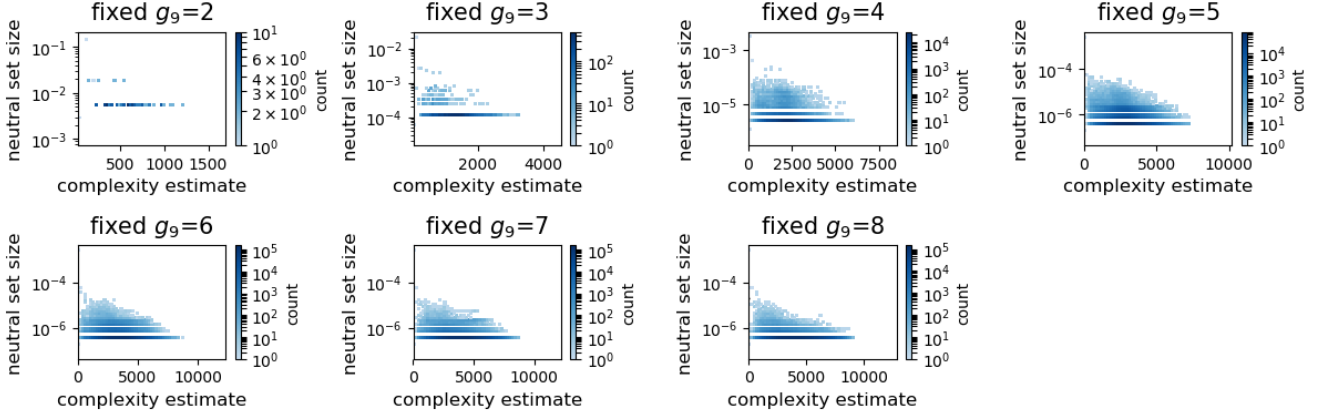 fixed g₉=2
neutral set size
10⁻¹
10⁻²
10⁻³
500 1000 1500
complexity estimate
10¹
6 × 10⁰
4 × 10⁰
3 × 10⁰
2 × 10⁰
10⁰
count
fixed g₉=3
neutral set size
10⁻²
10⁻³
10⁻⁴
2000 4000
complexity estimate
10²
10¹
10⁰
count
fixed g₉=4
neutral set size
10⁻³
10⁻⁵
0 2500 5000 7500
complexity estimate
10⁴
10³
10²
10¹
10⁰
count
fixed g₉=5
neutral set size
10⁻⁴
10⁻⁶
0 5000 10000
complexity estimate
10⁴
10³
10²
10¹
10⁰
count
fixed g₉=6
neutral set size
10⁻⁴
10⁻⁶
0 5000 10000
complexity estimate
10⁵
10⁴
10³
10²
10¹
10⁰
count
fixed g₉=7
neutral set size
10⁻⁴
10⁻⁶
0 5000 10000
complexity estimate
10⁵
10⁴
10³
10²
10¹
10⁰
count
fixed g₉=8
neutral set size
10⁻⁴
10⁻⁶
0 5000 10000
complexity estimate
10⁵
10⁴
10³
10²
10¹
10⁰
count